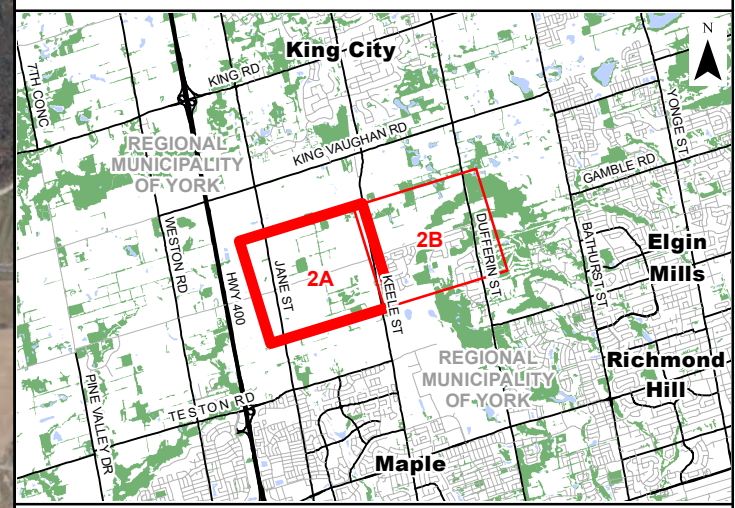 N
King City
KING RD
7TH CONC
YONGE ST
REGIONAL
MUNICIPALITY
OF YORK
KING VAUGHAN RD
GAMBLE RD
WESTON RD
HWY 400
JANE ST
2A
2B
KEELE ST
DUFFERIN ST
BATHURST ST
Elgin
Mills
REGIONAL
MUNICIPALITY
OF YORK
Richmond
Hill
PINE VALLEY DR
TESTON RD
Maple